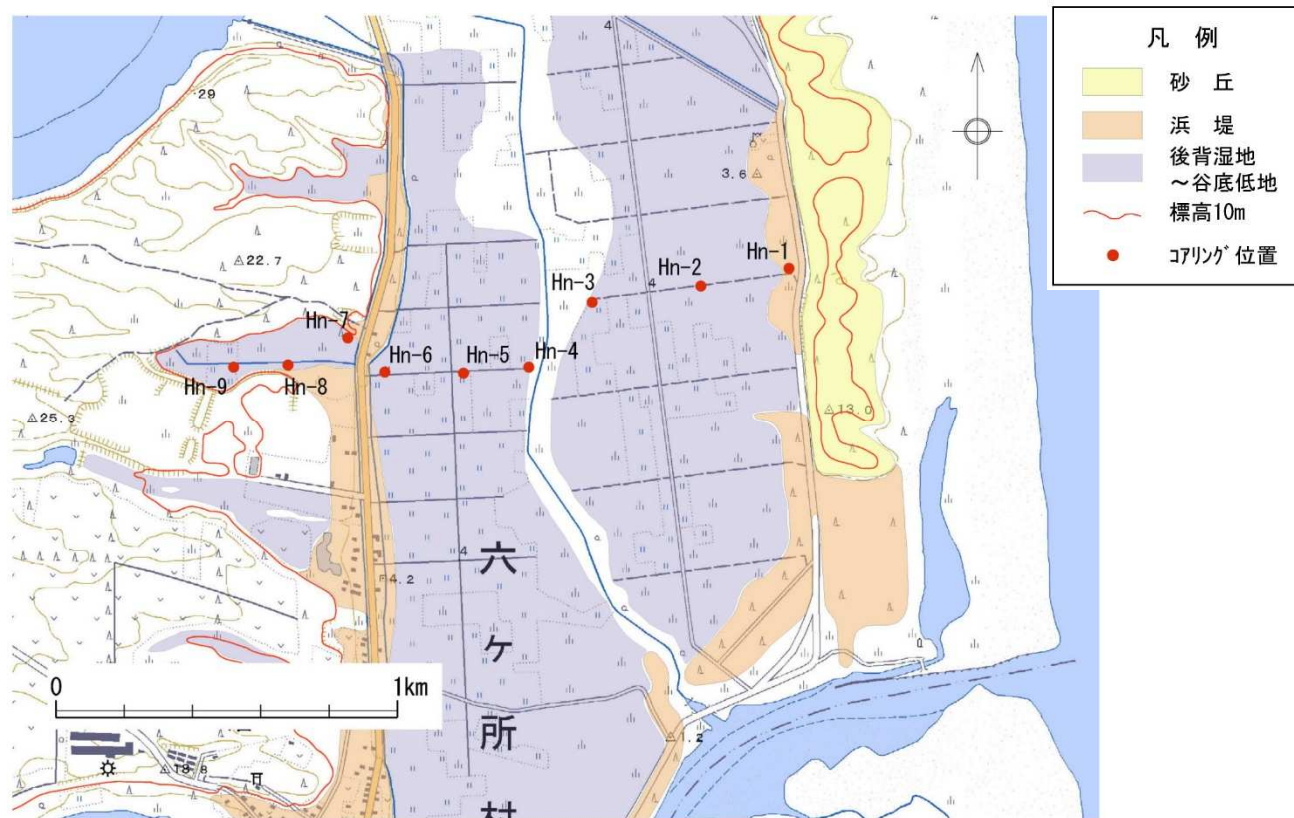 凡 例
砂 丘
浜 堤
後背湿地
～谷底低地
標高10m
ｺｱﾘﾝｸﾞ位置
4
29
3.6
22.7
Hn-1
Hn-2
4
Hn-3
Hn-7
Hn-4
Hn-5
Hn-6
Hn-8
Hn-9
25.3
13.0
六
ヶ
所
村
4
4.2
0
1km
1.2
18.8